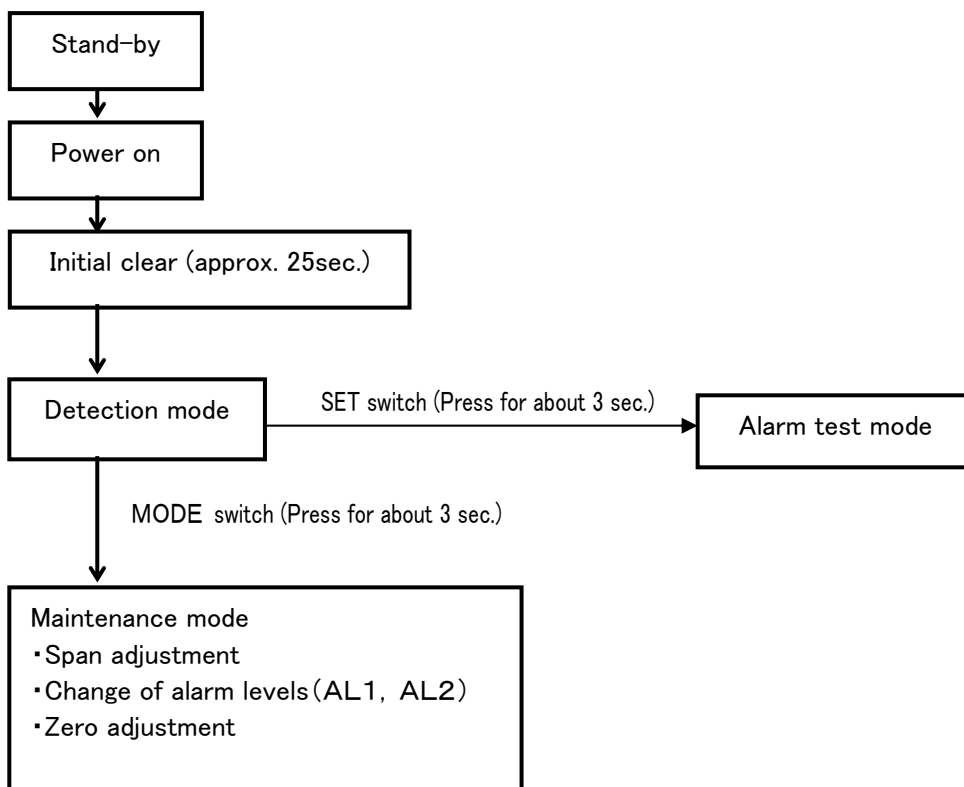 Stand-by
Power on
Initial clear (approx. 25sec.)
Detection mode
SET switch (Press for about 3 sec.)
Alarm test mode
MODE switch (Press for about 3 sec.)
Maintenance mode
・Span adjustment
・Change of alarm levels(AL1, AL2)
・Zero adjustment